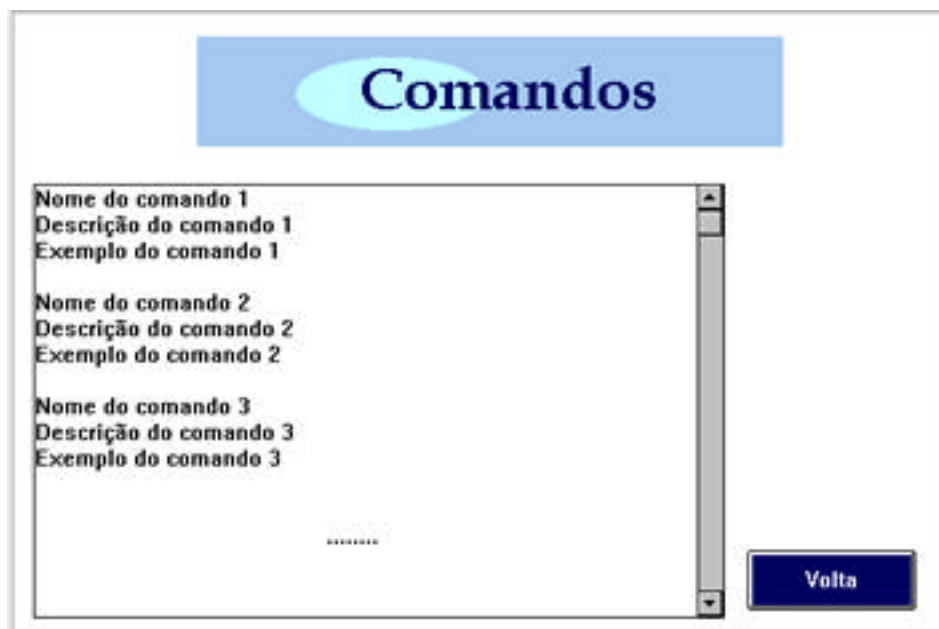 Comandos
Nome do comando 1
Descrição do comando 1
Exemplo do comando 1
Nome do comando 2
Descrição do comando 2
Exemplo do comando 2
Nome do comando 3
Descrição do comando 3
Exemplo do comando 3
........
Volta